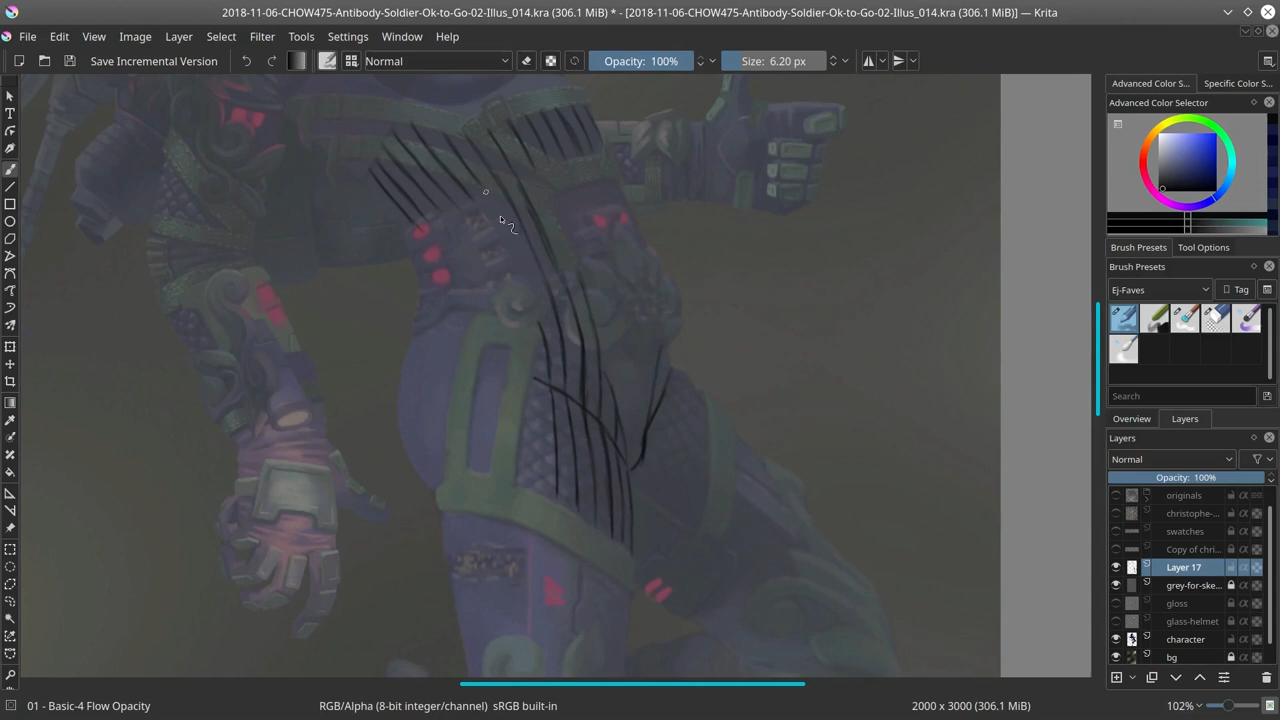 2018-11-06-CHOW475-Antibody-Soldier-Ok-to-Go-02-Illus_014.kra (306.1 MiB) * - [2018-11-06-CHOW475-Antibody-Soldier-Ok-to-Go-02-Illus_014.kra (306.1 MiB)] — Krita
File Edit View Image Layer Select Filter Tools Settings Window Help
Save Incremental Version Normal Opacity: 100% Size: 6.20 px
Advanced Color S... Specific Color S...
Advanced Color Selector
Brush Presets Tool Options
Brush Presets
Ej-Faves Tag
Search
Overview Layers
Layers
Normal
Opacity: 100%
originals
christophe-...
swatches
Copy of chri...
Layer 17
grey-for-ske...
gloss
glass-helmet
character
bg
01 - Basic-4 Flow Opacity RGB/Alpha (8-bit integer/channel) sRGB built-in 2000 x 3000 (306.1 MiB) 102%